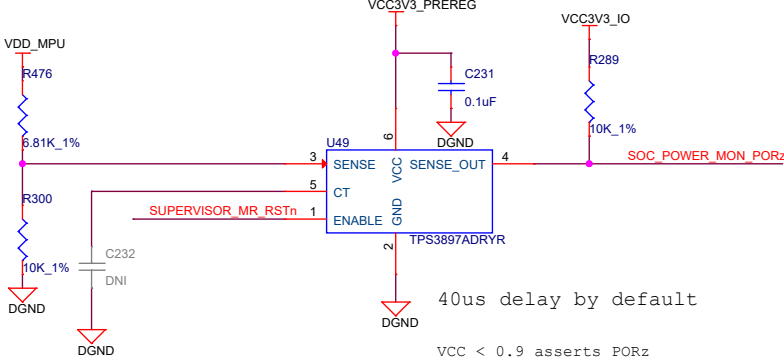 VCC3V3_PREREG
VCC3V3_IO
VDD_MPU
R476
C231
R289
0.1uF
6.81K_1%
DGND
10K_1%
U49
6
3
SENSE
VCC
SENSE_OUT
4
SOC_POWER_MON_PORz
5
CT
R300
SUPERVISOR_MR_RSTn
1
ENABLE
GND
2
TPS3897ADRYR
C232
10K_1%
DNI
DGND
40us delay by default
DGND
DGND
VCC < 0.9 asserts PORz